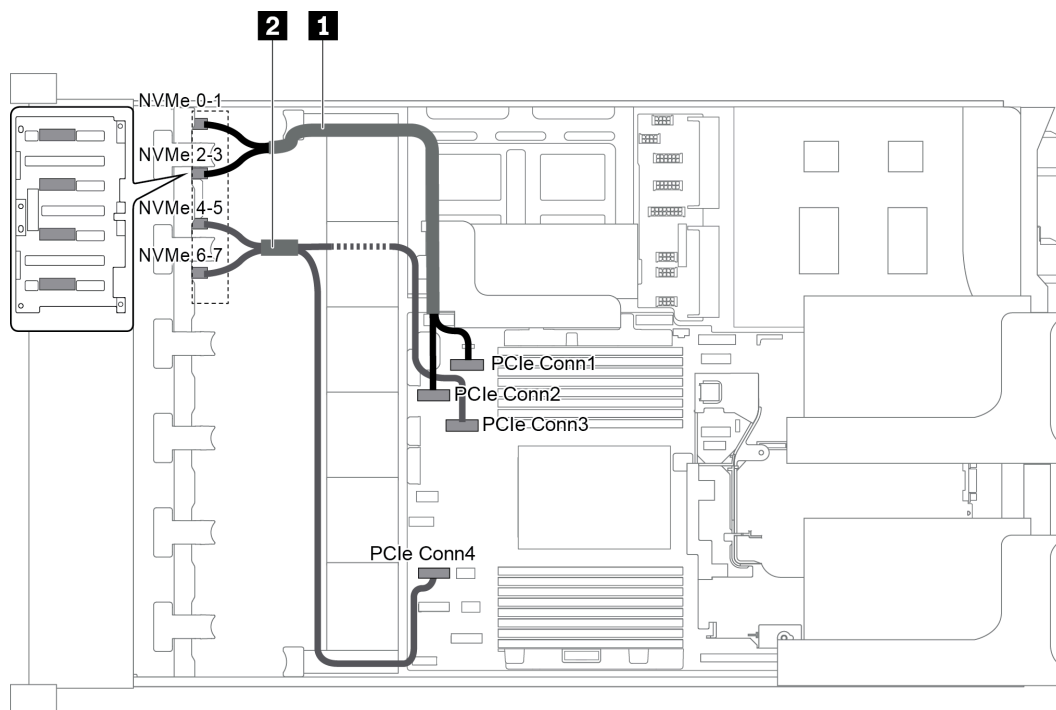 2 1
NVMe 0-1
NVMe 2-3
NVMe 4-5
NVMe 6-7
PCIe Conn1
PCIe Conn2
PCIe Conn3
PCIe Conn4